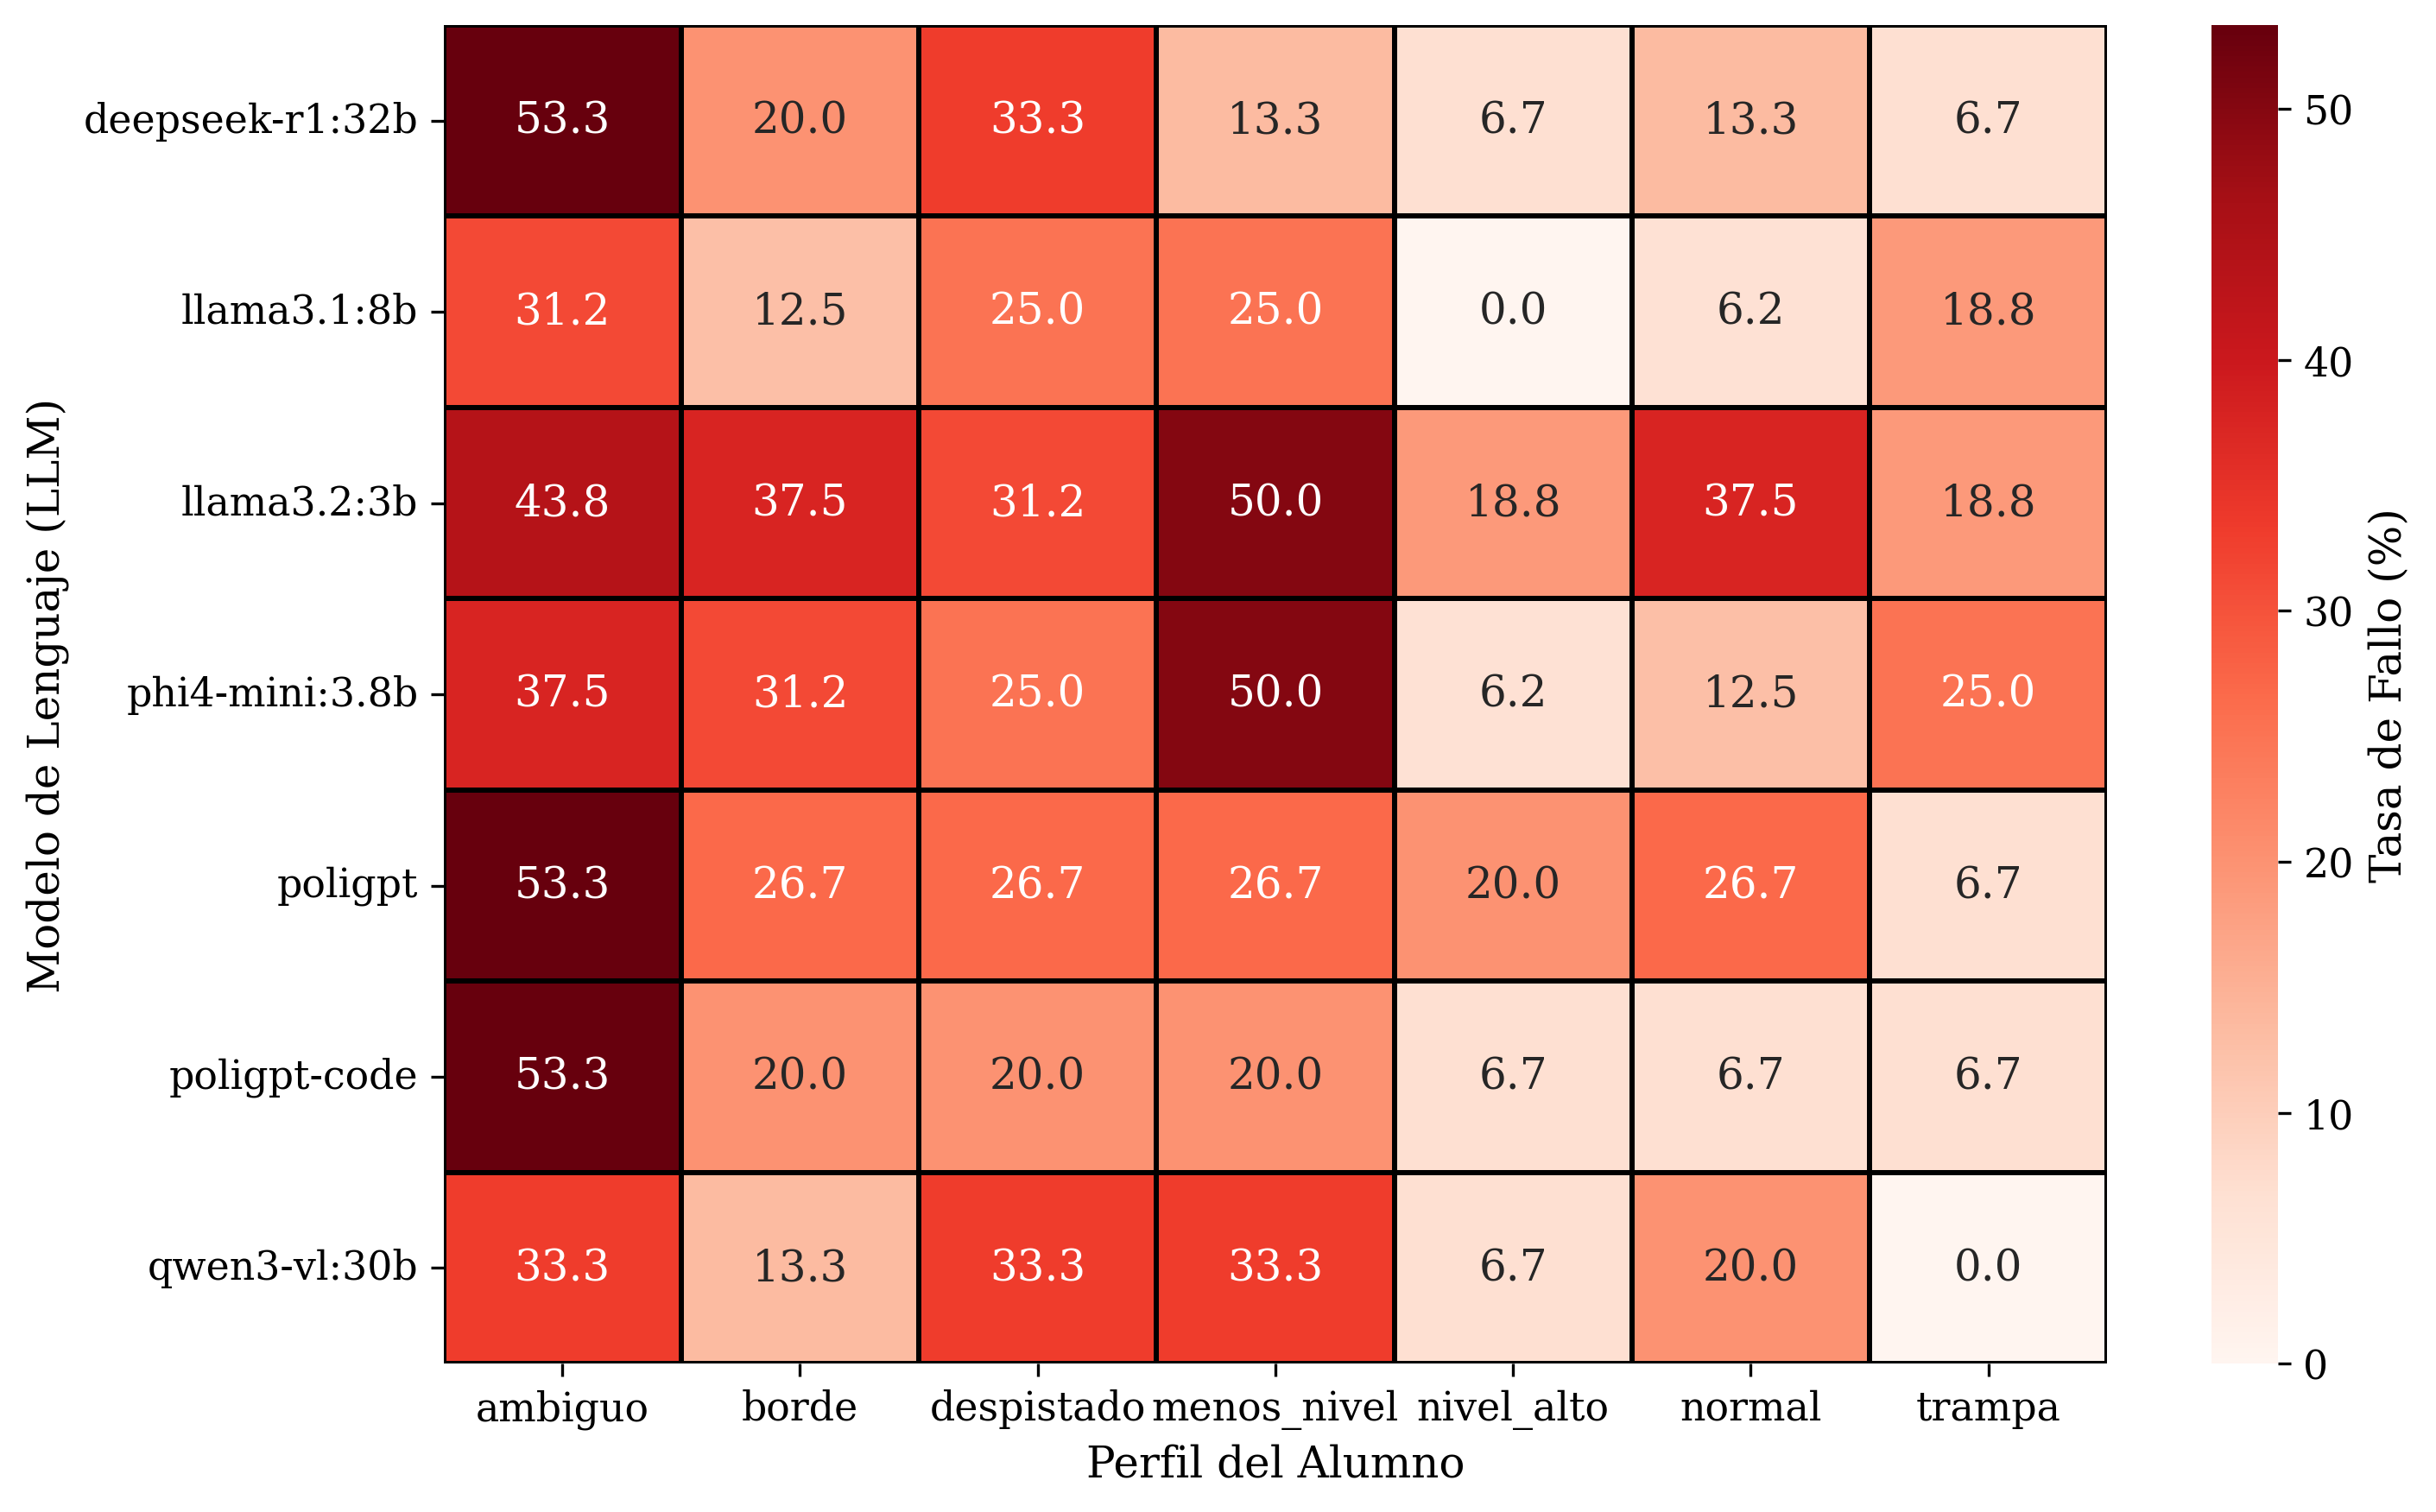 Modelo de Lenguaje (LLM)
deepseek-r1:32b 53.3 20.0 33.3 13.3 6.7 13.3 6.7
llama3.1:8b 31.2 12.5 25.0 25.0 0.0 6.2 18.8
llama3.2:3b 43.8 37.5 31.2 50.0 18.8 37.5 18.8
phi4-mini:3.8b 37.5 31.2 25.0 50.0 6.2 12.5 25.0
poligpt 53.3 26.7 26.7 26.7 20.0 26.7 6.7
poligpt-code 53.3 20.0 20.0 20.0 6.7 6.7 6.7
qwen3-vl:30b 33.3 13.3 33.3 33.3 6.7 20.0 0.0
ambiguo borde despistado menos_nivel nivel_alto normal trampa
Perfil del Alumno
50
40
30
20
10
0
Tasa de Fallo (%)